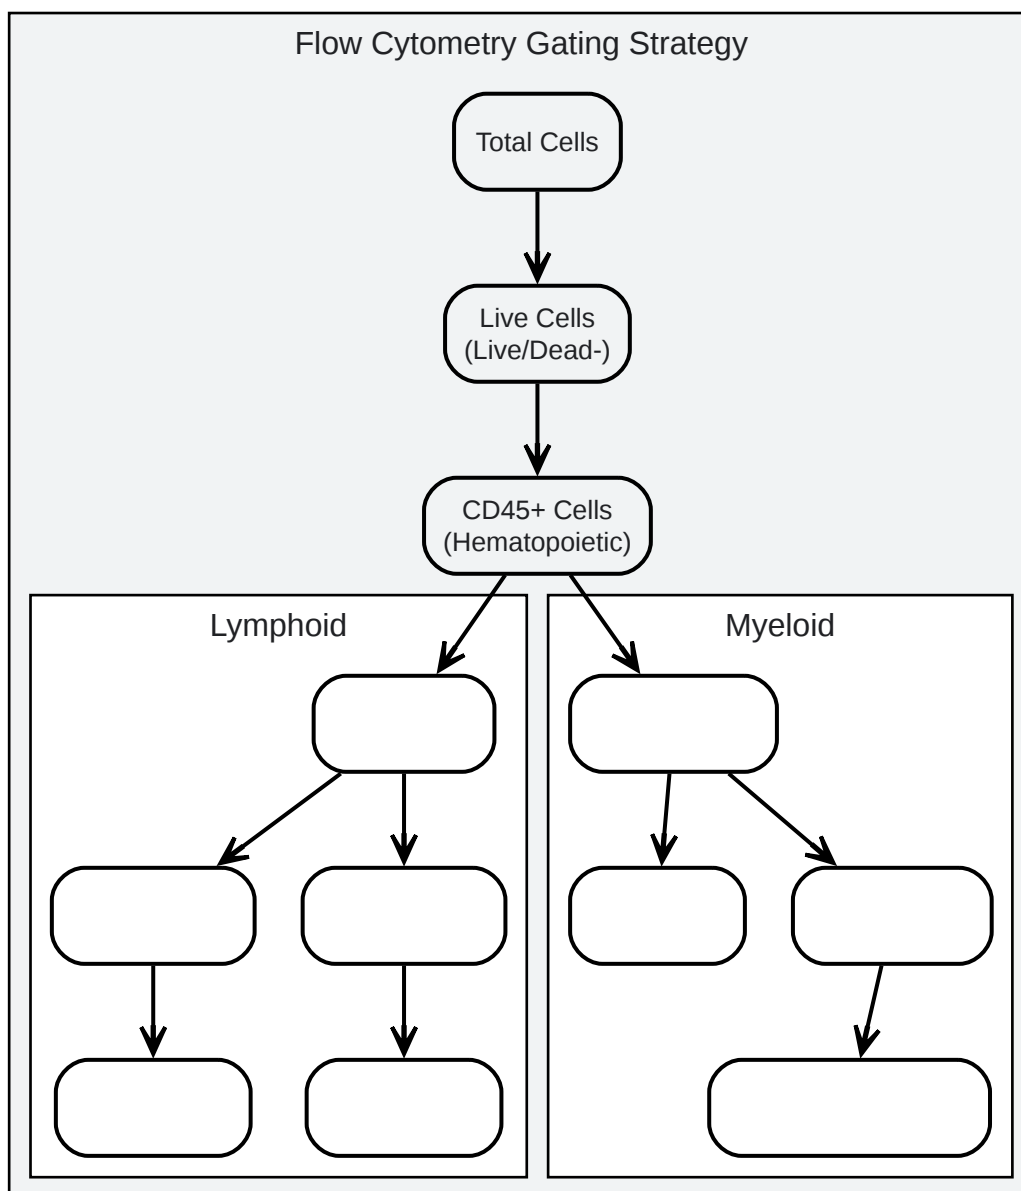 Flow Cytometry Gating Strategy
Total Cells
Live Cells
(Live/Dead-)
CD45+ Cells
(Hematopoietic)
Lymphoid
Myeloid